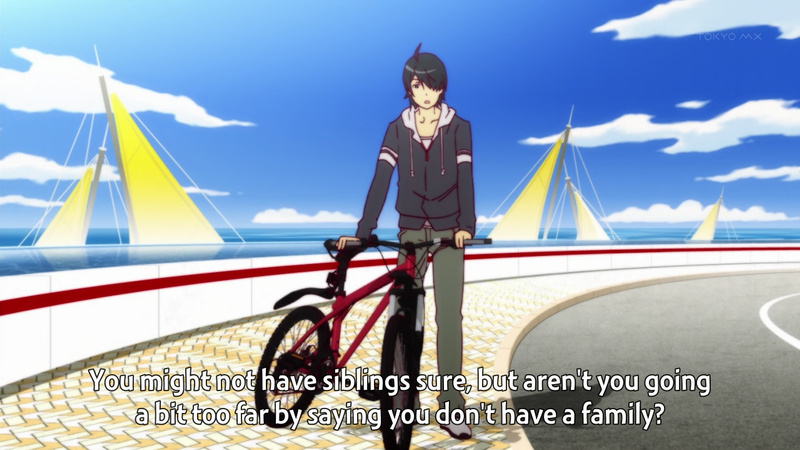 TOKYO MX
You might not have siblings sure, but aren't you going
a bit too far by saying you don't have a family?